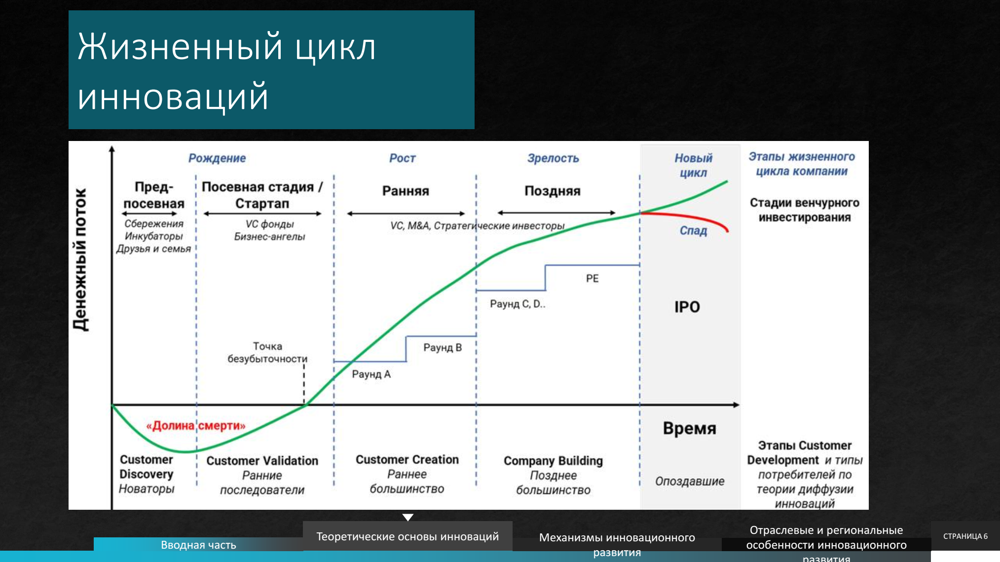 Жизненный цикл
инноваций
Денежный поток
Рождение
Рост
Зрелость
Новый
цикл
Этапы жизненного
цикла компании
Пред-
посевная
Посевная стадия /
Стартап
Ранняя
Поздняя
Стадии венчурного
инвестирования
Сбережения
Инкубаторы
Друзья и семья
VC фонды
Бизнес-ангелы
VC, M&A, Стратегические инвесторы
Спад
PE
Раунд C, D..
IPO
Точка
безубыточности
Раунд B
Раунд A
«Долина смерти»
Время
Customer
Discovery
Новаторы
Customer Validation
Ранние
последователи
Customer Creation
Раннее
большинство
Company Building
Позднее
большинство
Опоздавшие
Этапы Customer
Development и типы
потребителей по
теории диффузии
инноваций
Вводная часть
Теоретические основы инноваций
Механизмы инновационного
развития
Отраслевые и региональные
особенности инновационного
развития
СТРАНИЦА 6